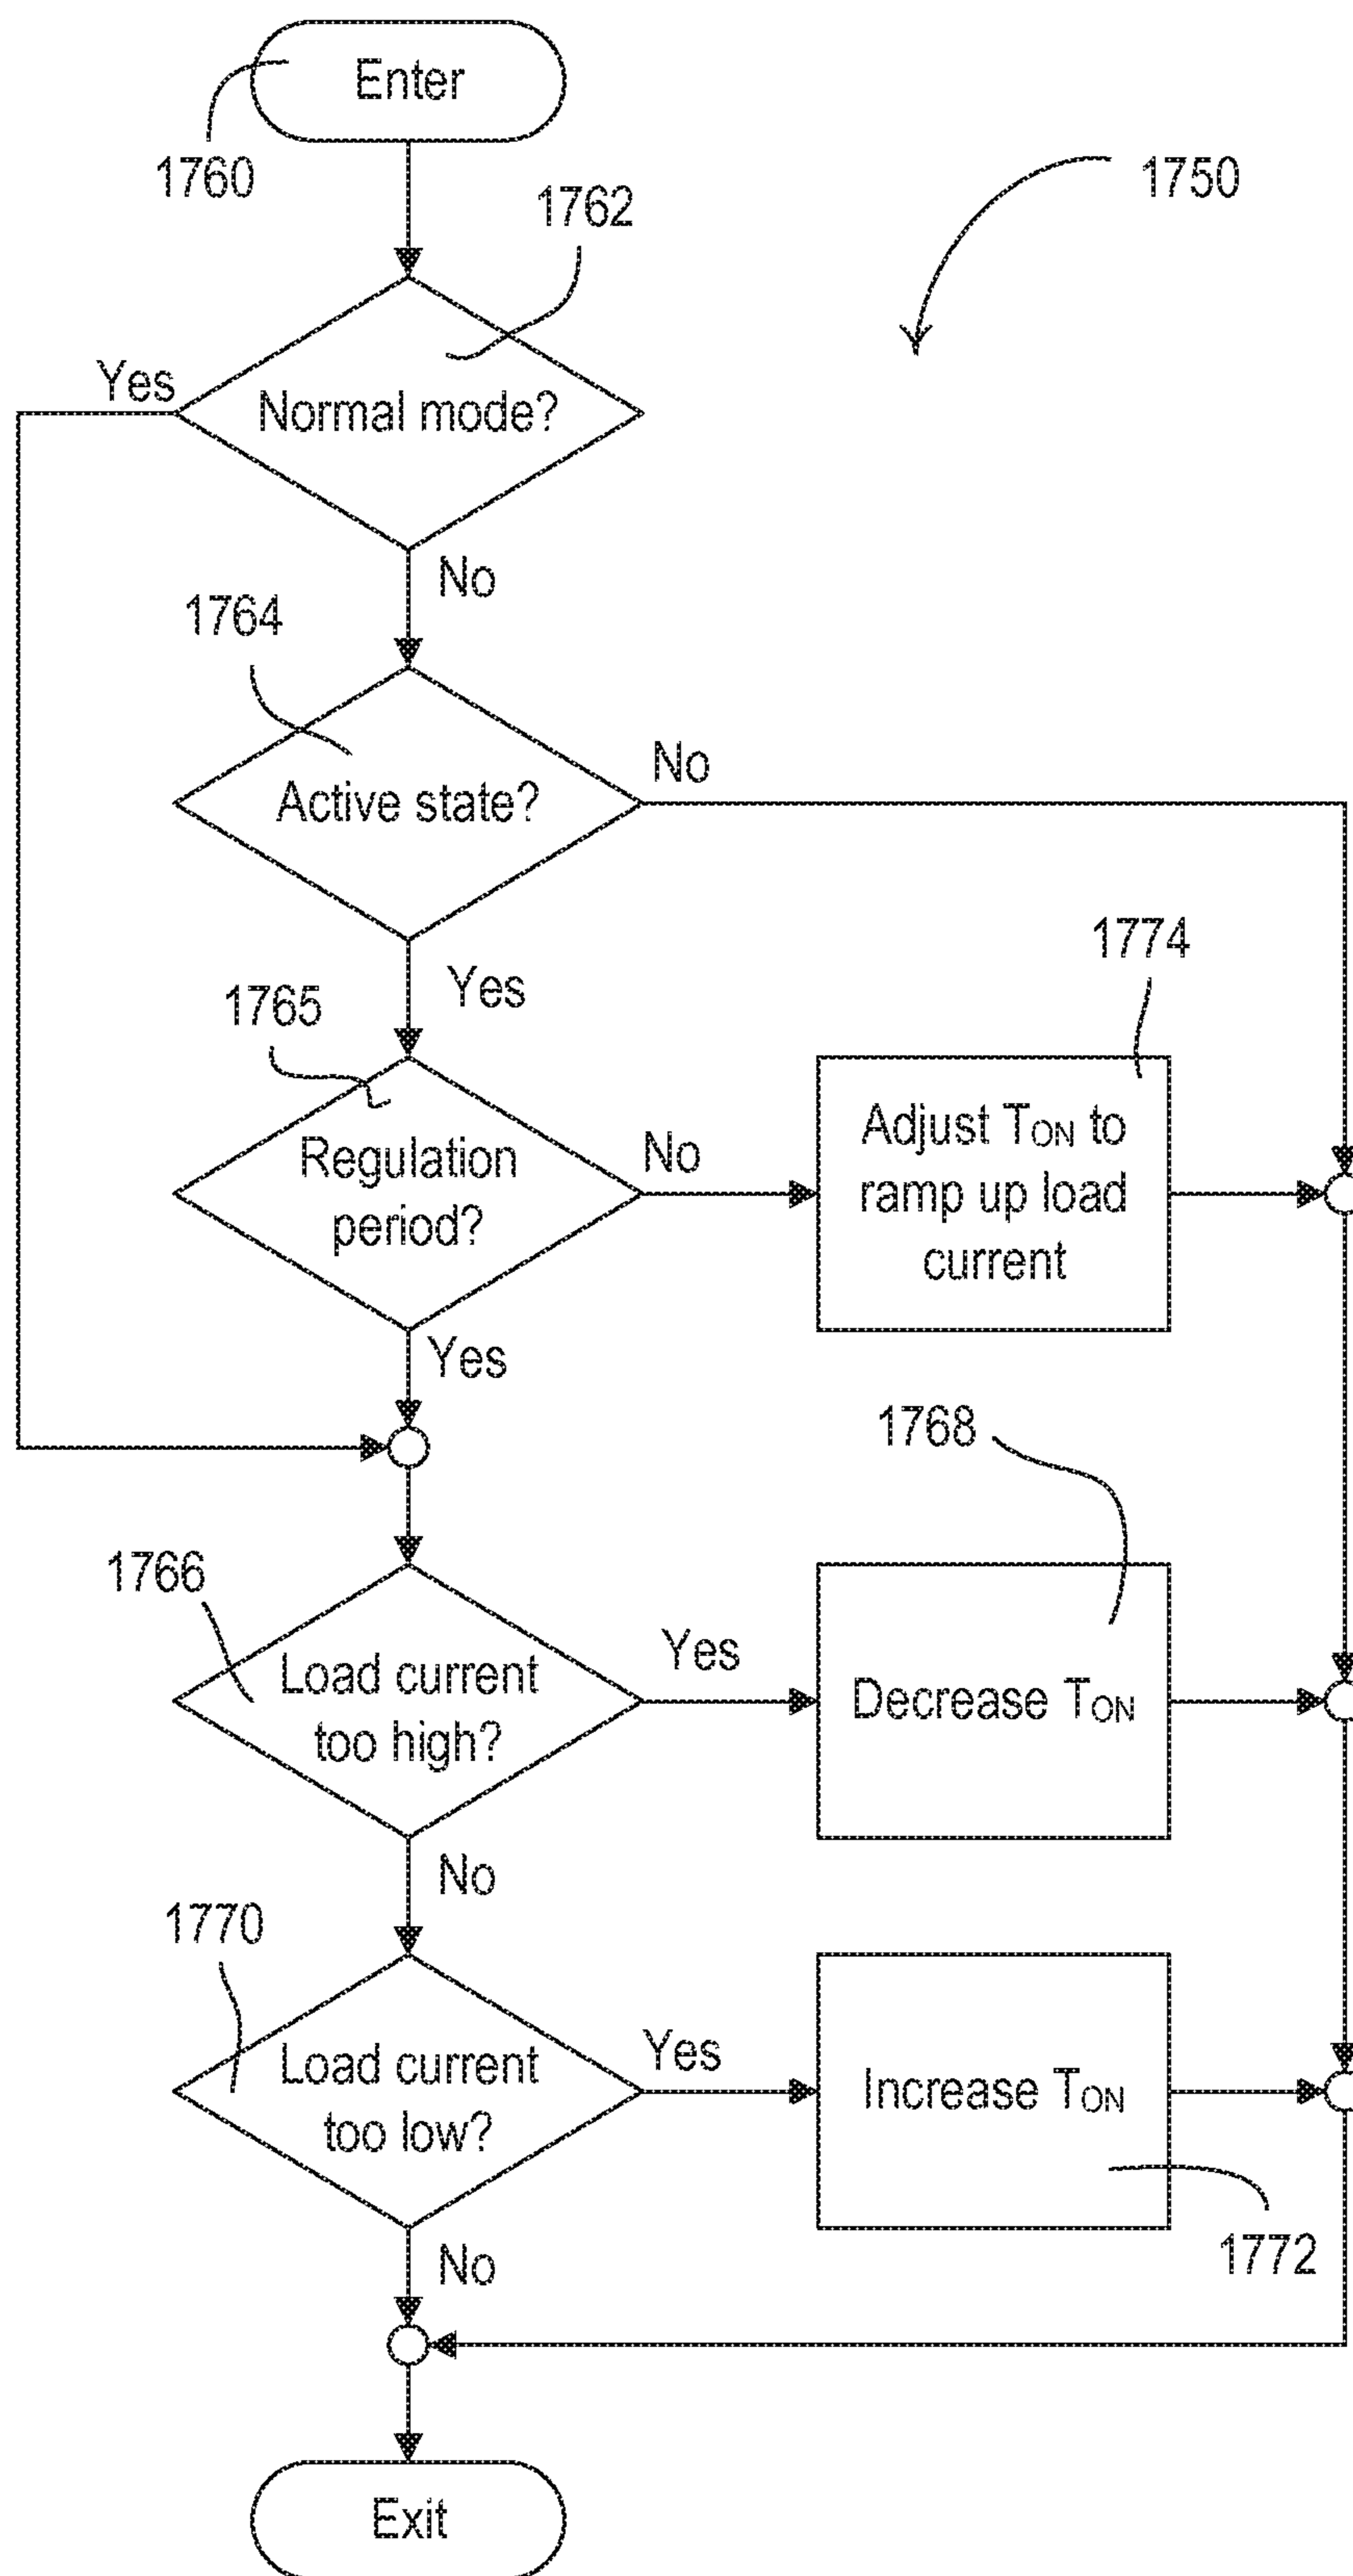 Enter
1760
1750
1762
Yes
Normal mode?
No
1764
No
Active state?
1774
Yes
1765
Adjust TON to
ramp up load
current
No
Regulation
period?
Yes
1768
1766
Yes
Load current
too high?
Decrease TON
No
1770
Yes
Load current
too low?
Increase TON
1772
No
Exit